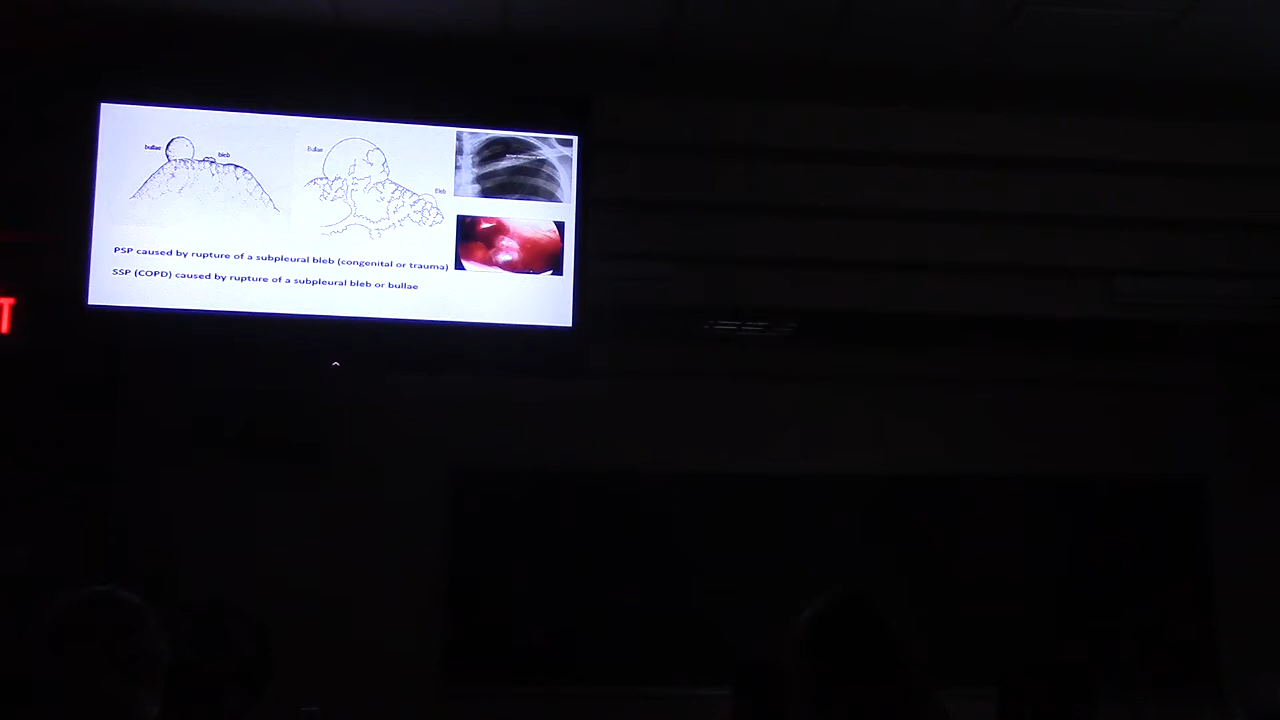 bullae
bleb
Bullae
Bleb
PSP caused by rupture of a subpleural bleb (congenital or trauma)
SSP (COPD) caused by rupture of a subpleural bleb or bullae
T